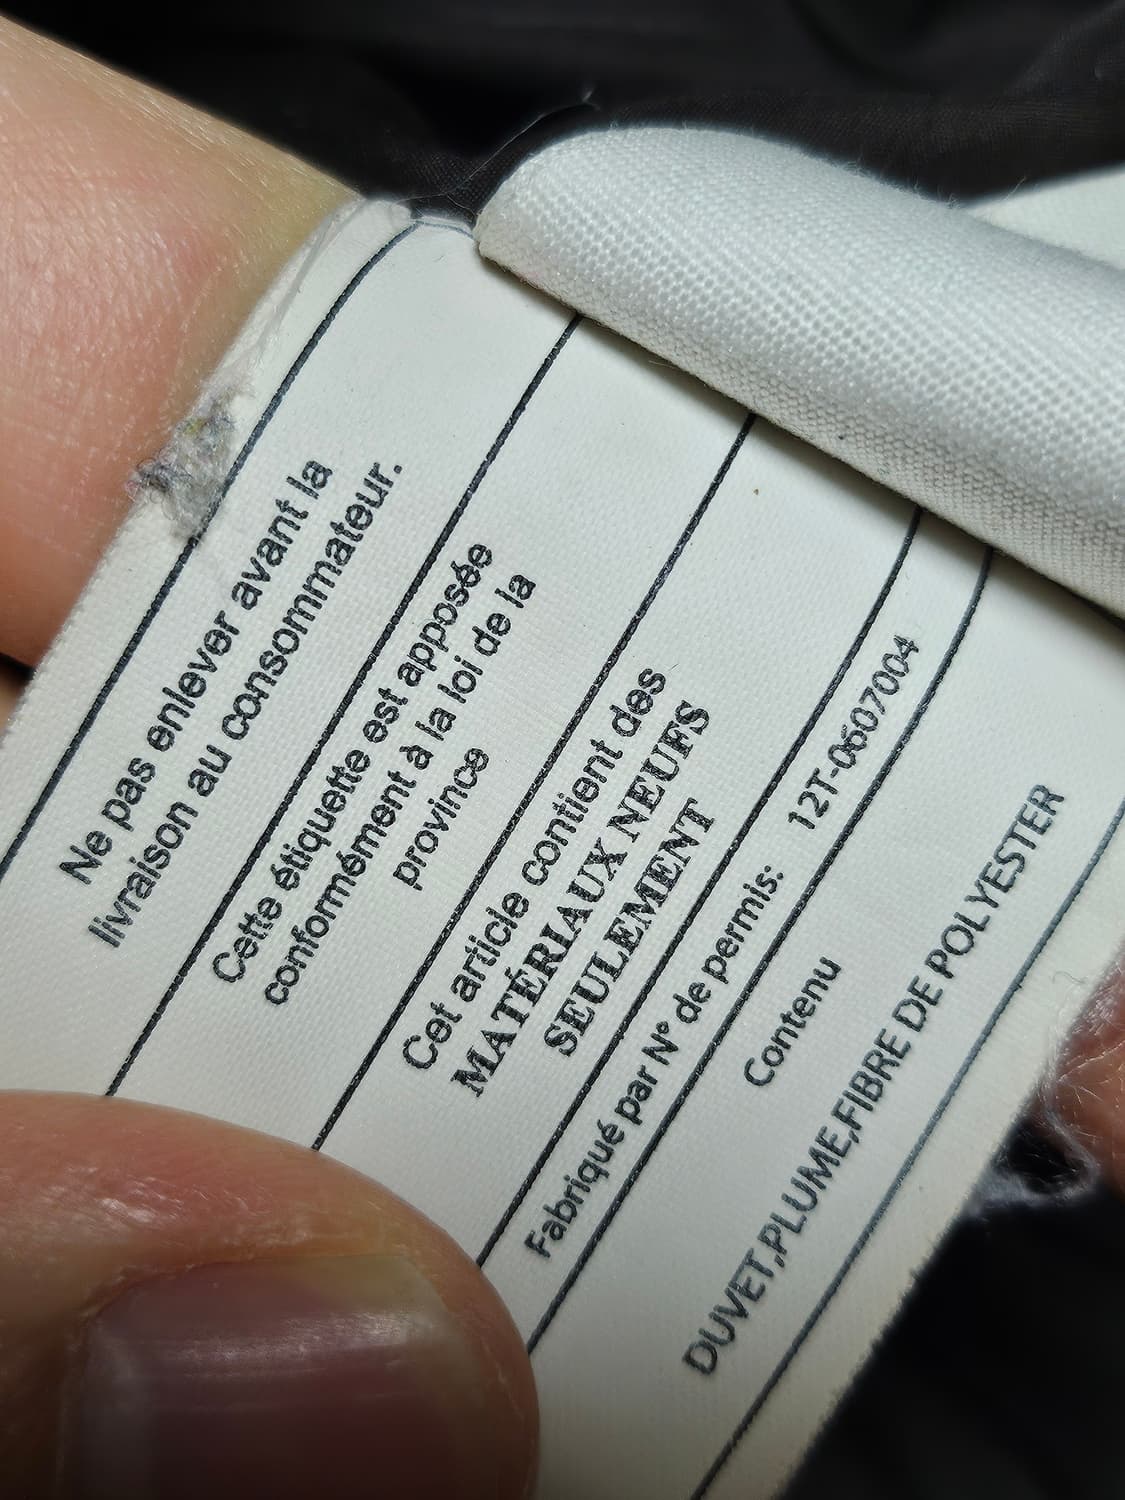 Ne pas enlever avant la
livraison au consommateur.
Cette étiquette est apposée
conformément à la loi de la
province
Cet article contient des
MATÉRIAUX NEUFS
SEULEMENT
Fabriqué par N° de permis: 12T-0607004
Contenu
DUVET,PLUME,FIBRE DE POLYESTER